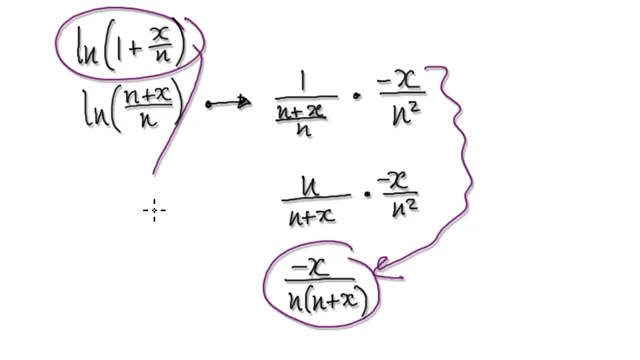 ln(1 + x/n)
ln((n+x)/n) → 1/((n+x)/n) · -x/n²
n/(n+x) · -x/n²
-x/(n(n+x))